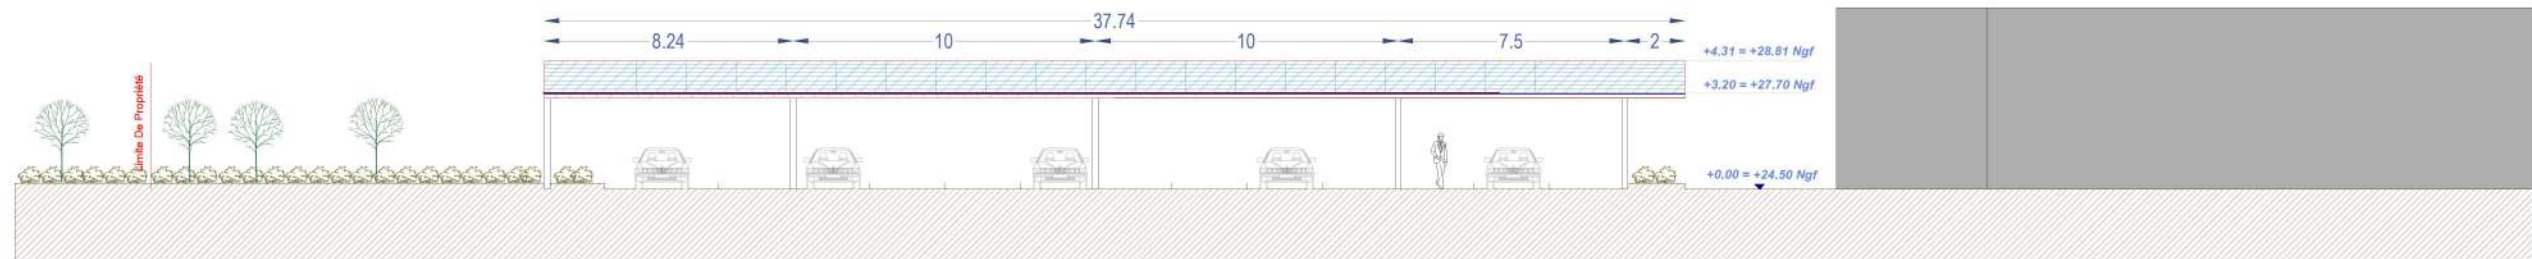 37.74
8.24 10 10 7.5 2
+4.31 = +28.81 Ngf
Limite De Propriété
+3.20 = +27.70 Ngf
+0.00 = +24.50 Ngf